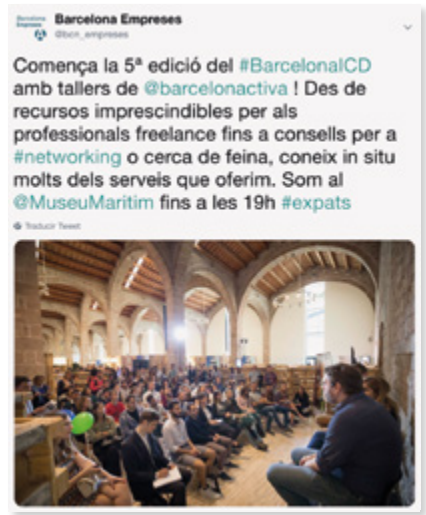 Barcelona Empreses
@bcn_empreses
Comença la 5ª edició del #BarcelonaICD
amb tallers de @barcelonactiva ! Des de
recursos imprescindibles per als
professionals freelance fins a consells per a
#networking o cerca de feina, coneix in situ
molts dels serveis que oferim. Som al
@MuseuMaritim fins a les 19h #expats
Traducir Tweet